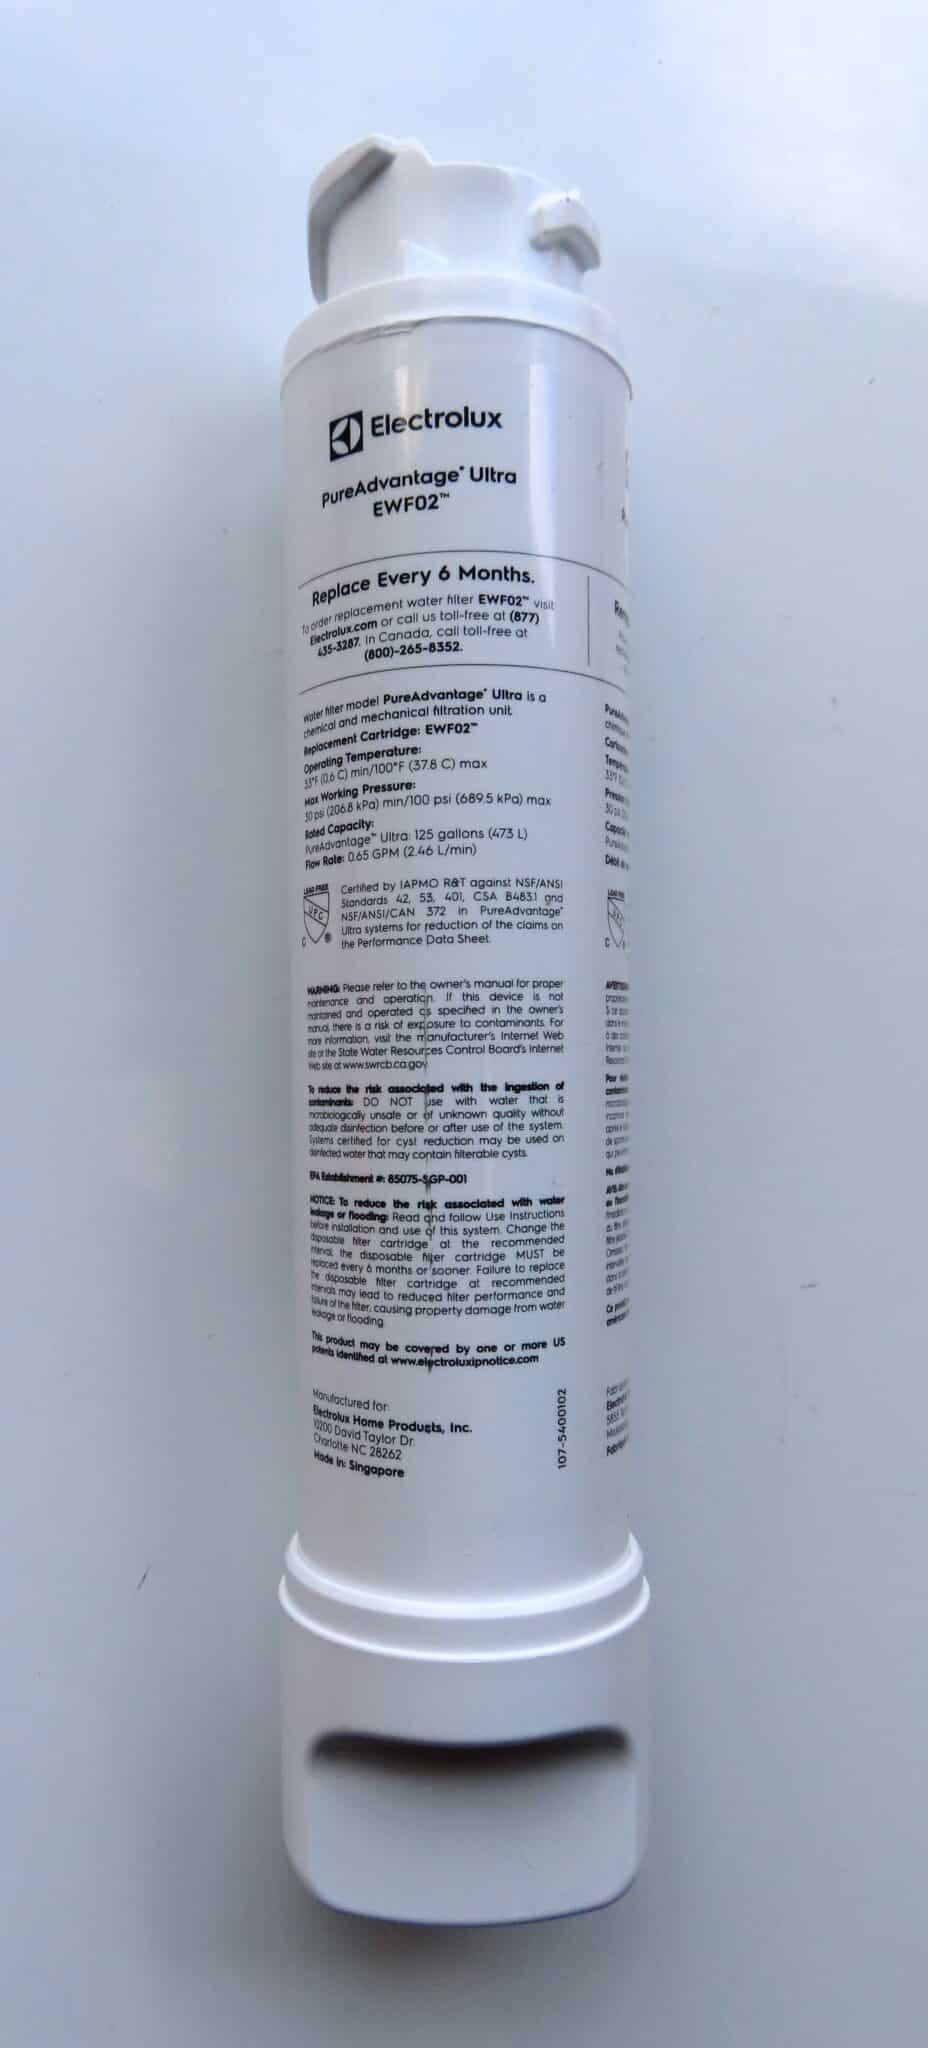 Electrolux
PureAdvantage® Ultra
EWF02™
Replace Every 6 Months.
To order replacement water filter EWF02™ visit
Electrolux.com or call us toll-free at (877)
435-3287. In Canada, call toll-free at
(800)-265-8352.
Water filter model PureAdvantage® Ultra is a
chemical and mechanical filtration unit
Replacement Cartridge: EWF02™
Operating Temperature:
33°F (0.6 C) min/100°F (37.8 C) max
Max Working Pressure:
30 psi (206.8 kPa) min/100 psi (689.5 kPa) max
Rated Capacity:
PureAdvantage™ Ultra: 125 gallons (473 L)
Flow Rate: 0.65 GPM (2.46 L/min)
LEAD FREE
UPC
C ®
Certified by IAPMO R&T against NSF/ANSI
Standards 42, 53, 401, CSA B483.1 and
NSF/ANSI/CAN 372 in PureAdvantage®
Ultra systems for reduction of the claims on
the Performance Data Sheet.
WARNING: Please refer to the owner's manual for proper
maintenance and operation. If this device is not
maintained and operated as specified in the owner's
manual, there is a risk of exposure to contaminants. For
more information, visit the manufacturer's Internet Web
site or the State Water Resources Control Board's Internet
Web site at www.swrcb.ca.gov
To reduce the risk associated with the ingestion of
contaminants: DO NOT use with water that is
microbiologically unsafe or of unknown quality without
adequate disinfection before or after use of the system.
Systems certified for cyst reduction may be used on
disinfected water that may contain filterable cysts.
EPA Establishment #: 85075-SGP-001
NOTICE: To reduce the risk associated with water
leakage or flooding: Read and follow Use Instructions
before installation and use of this system. Change the
disposable filter cartridge at the recommended
interval, the disposable filter cartridge MUST be
replaced every 6 months or sooner. Failure to replace
the disposable filter cartridge at recommended
intervals may lead to reduced filter performance and
failure of the filter, causing property damage from water
leakage or flooding
This product may be covered by one or more US
patents identified at www.electroluxipnotice.com
Manufactured for:
Electrolux Home Products, Inc.
10200 David Taylor Dr.
Charlotte NC 28262
Made in: Singapore
107-5400102